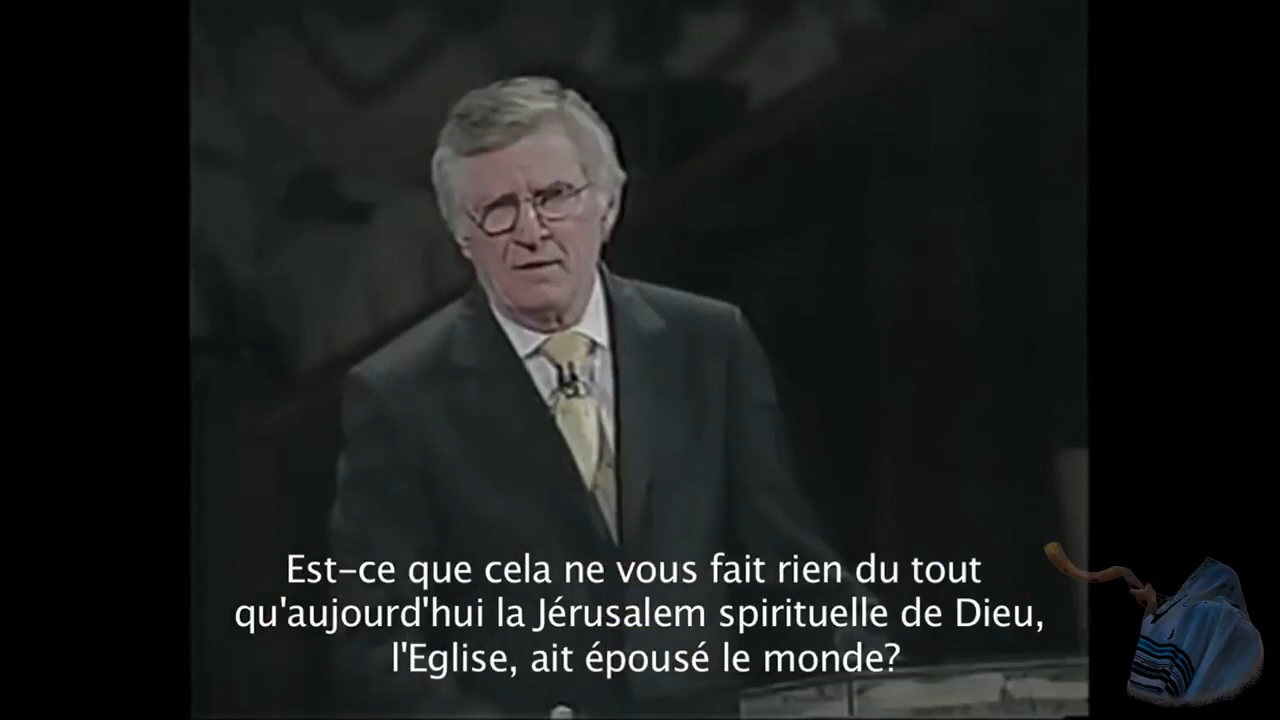 Est-ce que cela ne vous fait rien du tout
qu'aujourd'hui la Jérusalem spirituelle de Dieu,
l'Eglise, ait épousé le monde?